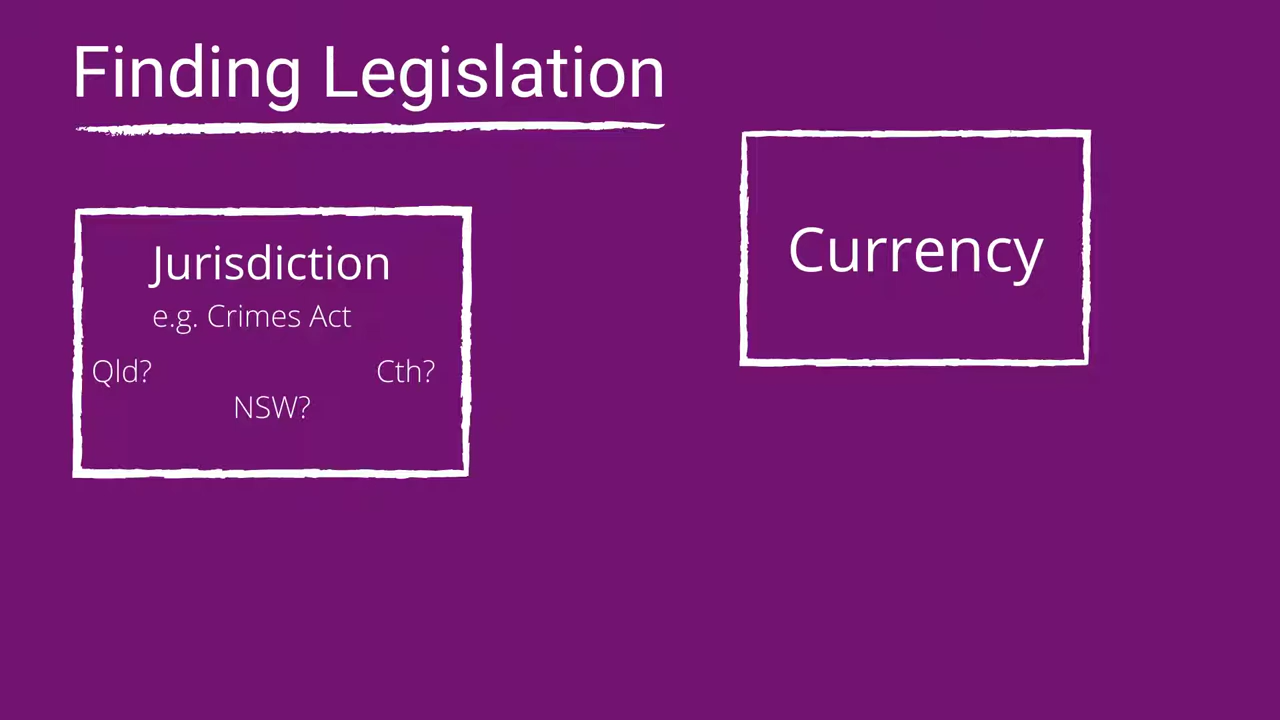 Finding Legislation
Jurisdiction
e.g. Crimes Act
Qld?
Cth?
NSW?
Currency